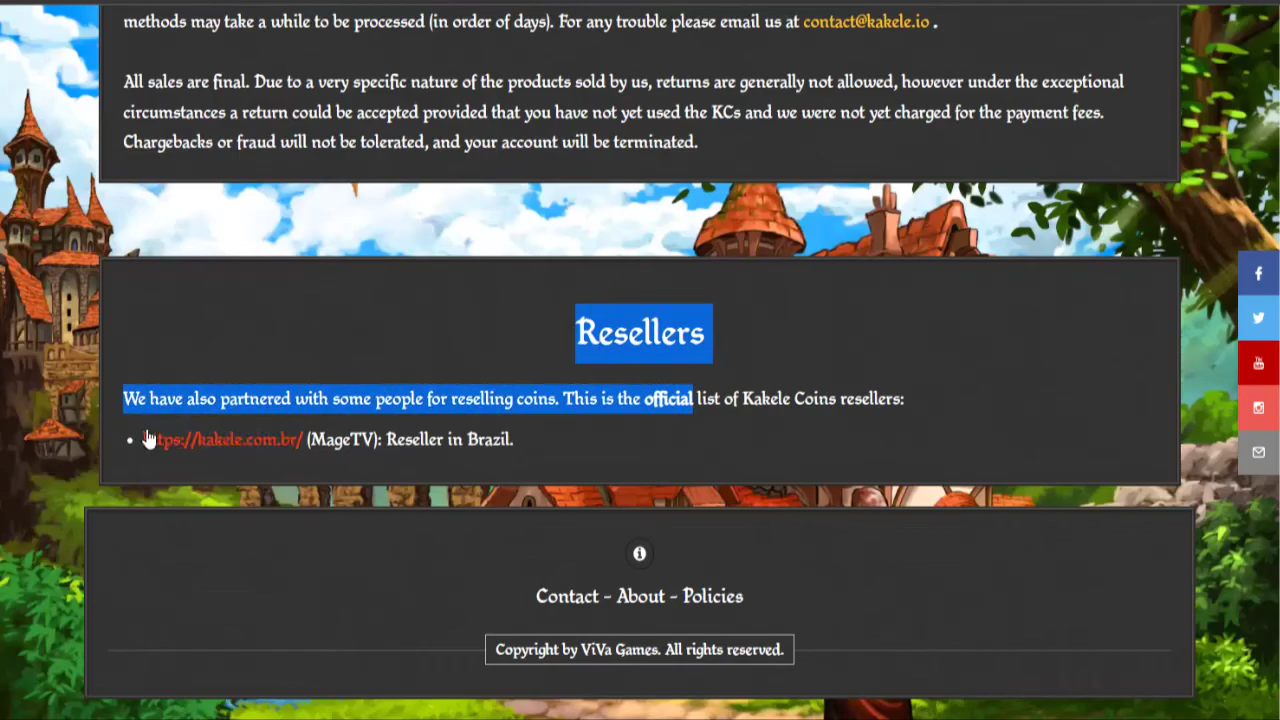 methods may take a while to be processed (in order of days). For any trouble please email us at contact@kakele.io .
All sales are final. Due to a very specific nature of the products sold by us, returns are generally not allowed, however under the exceptional
circumstances a return could be accepted provided that you have not yet used the KCs and we were not yet charged for the payment fees.
Chargebacks or fraud will not be tolerated, and your account will be terminated.
Resellers
We have also partnered with some people for reselling coins. This is the official list of Kakele Coins resellers:
https://kakele.com.br/ (MageTV): Reseller in Brazil.
Contact - About - Policies
Copyright by ViVa Games. All rights reserved.